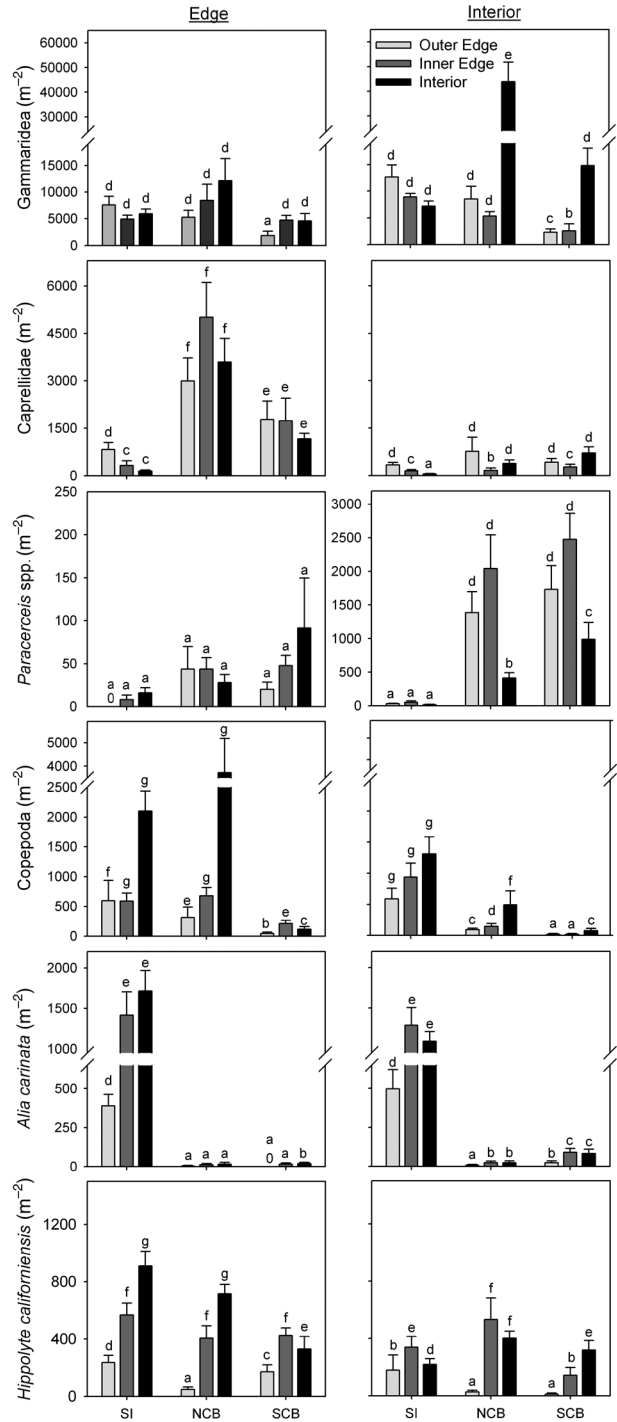 Edge
Interior
Gammaridea (m⁻²)
60000
50000
40000
30000
15000
10000
5000
0
d d d
d d d
a d d
Outer Edge
Inner Edge
Interior
d d d
d d e
c b d
Caprellidae (m⁻²)
6000
4500
3000
1500
0
d c c
f f f
e e e
d c a
d c d
d c d
Paracerceis spp. (m⁻²)
250
200
150
100
50
0
a a a
0
a a a
a a a
3000
2500
2000
1500
1000
500
0
a a a
d d b
d d c
Copepoda (m⁻²)
5000
4000
2500
2000
1500
1000
500
0
f g g
e g g
b e c
g g g
c d f
a a c
Alia carinata (m⁻²)
2000
1500
1000
500
0
d e e
a a a
a a b
0
d e e
a b b
b c c
Hippolyte californiensis (m⁻²)
1200
800
400
0
d f g
a f g
c f e
b d d
a f f
a b e
SI NCB SCB
SI NCB SCB